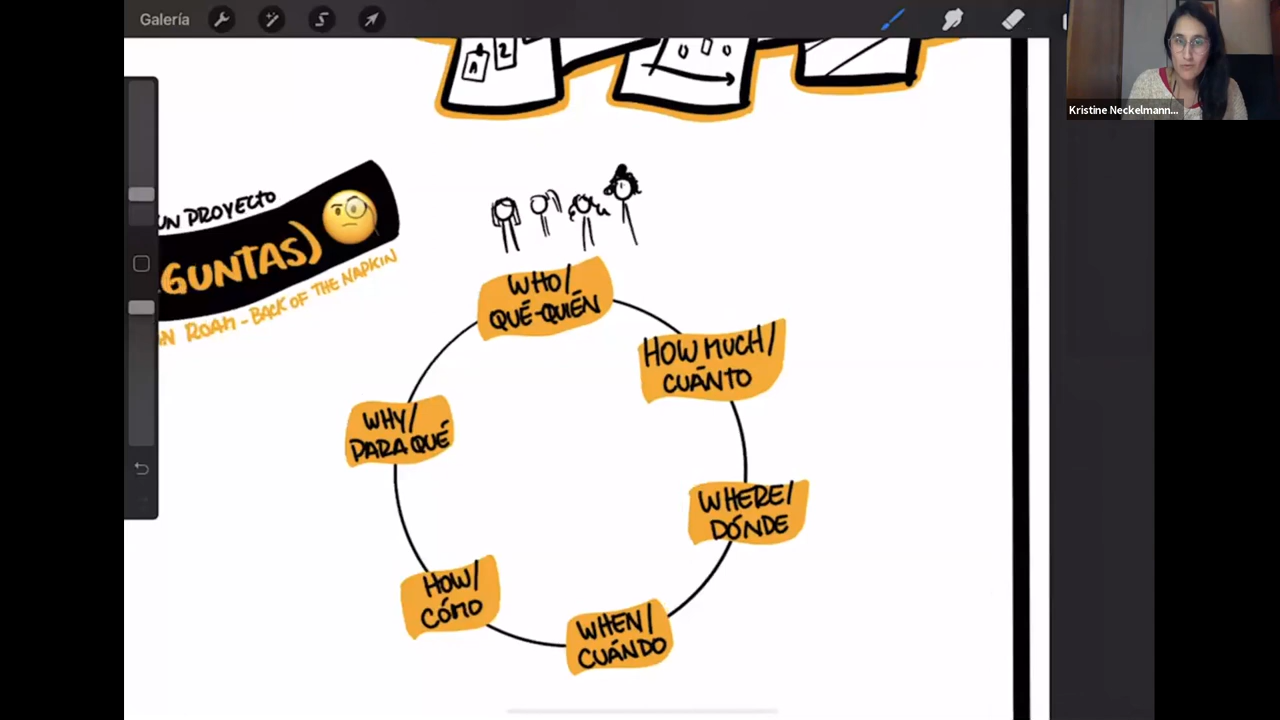 Galería
Kristine Neckelmann...
A
2
UN PROYECTO
GUNTAS)
ROAM - BACK OF THE NAPKIN
WHO/
QUÉ-QUIÉN
HOW MUCH/
CUÁNTO
WHY/
PARA QUÉ
WHERE/
DÓNDE
HOW/
CÓMO
WHEN/
CUÁNDO